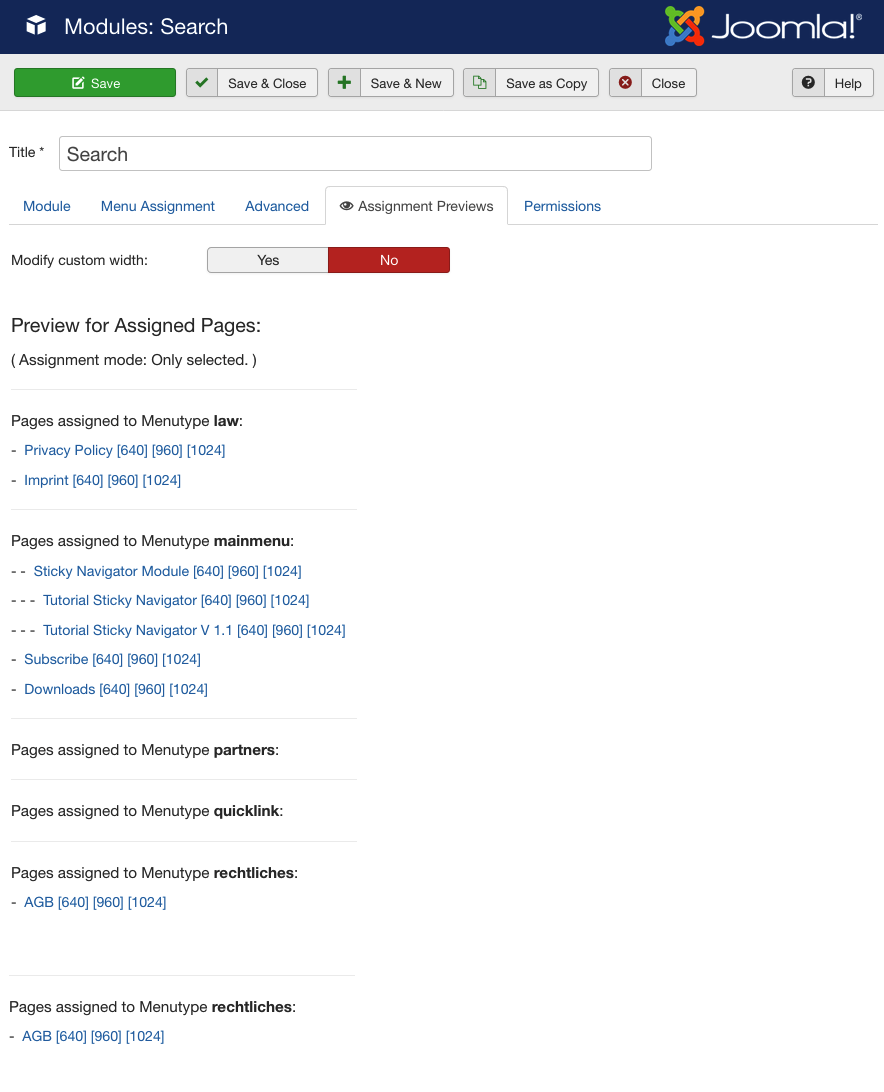 Modules: Search
Joomla!®
Save
Save & Close
Save & New
Save as Copy
Close
Help
Title *
Search
Module
Menu Assignment
Advanced
Assignment Previews
Permissions
Modify custom width:
Yes
No
Preview for Assigned Pages:
( Assignment mode: Only selected. )
Pages assigned to Menutype law:
- Privacy Policy [640] [960] [1024]
- Imprint [640] [960] [1024]
Pages assigned to Menutype mainmenu:
- - Sticky Navigator Module [640] [960] [1024]
- - - Tutorial Sticky Navigator [640] [960] [1024]
- - - Tutorial Sticky Navigator V 1.1 [640] [960] [1024]
- Subscribe [640] [960] [1024]
- Downloads [640] [960] [1024]
Pages assigned to Menutype partners:
Pages assigned to Menutype quicklink:
Pages assigned to Menutype rechtliches:
- AGB [640] [960] [1024]
Pages assigned to Menutype rechtliches:
- AGB [640] [960] [1024]